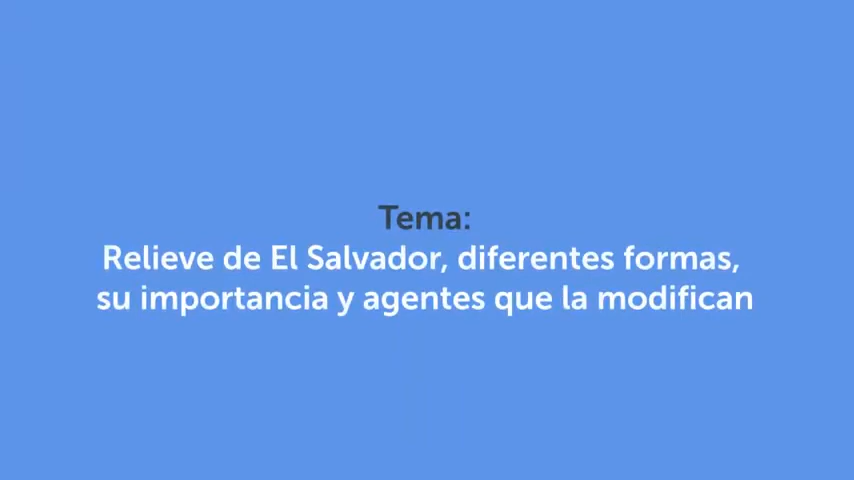 Tema:
Relieve de El Salvador, diferentes formas,
su importancia y agentes que la modifican